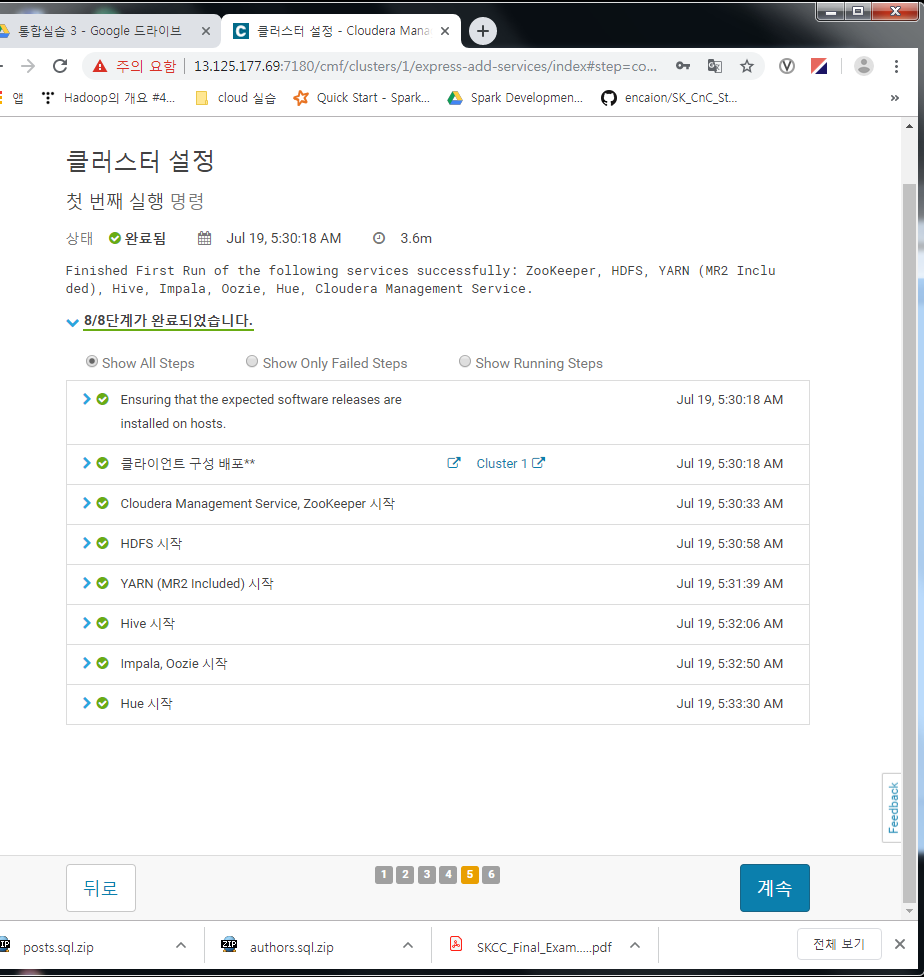 통합실습 3 - Google 드라이브
클러스터 설정 - Cloudera Mana
주의 요함 13.125.177.69:7180/cmf/clusters/1/express-add-services/index#step=co...
앱 Hadoop의 개요 #4... cloud 실습 Quick Start - Spark... Spark Developmen... encaion/SK_CnC_St...
클러스터 설정
첫 번째 실행 명령
상태 완료됨 Jul 19, 5:30:18 AM 3.6m
Finished First Run of the following services successfully: ZooKeeper, HDFS, YARN (MR2 Inclu
ded), Hive, Impala, Oozie, Hue, Cloudera Management Service.
8/8단계가 완료되었습니다.
Show All Steps Show Only Failed Steps Show Running Steps
Ensuring that the expected software releases are Jul 19, 5:30:18 AM
installed on hosts.
클라이언트 구성 배포** Cluster 1 Jul 19, 5:30:18 AM
Cloudera Management Service, ZooKeeper 시작 Jul 19, 5:30:33 AM
HDFS 시작 Jul 19, 5:30:58 AM
YARN (MR2 Included) 시작 Jul 19, 5:31:39 AM
Hive 시작 Jul 19, 5:32:06 AM
Impala, Oozie 시작 Jul 19, 5:32:50 AM
Hue 시작 Jul 19, 5:33:30 AM
Feedback
뒤로 1 2 3 4 5 6 계속
posts.sql.zip ZIP authors.sql.zip SKCC_Final_Exam.....pdf 전체 보기